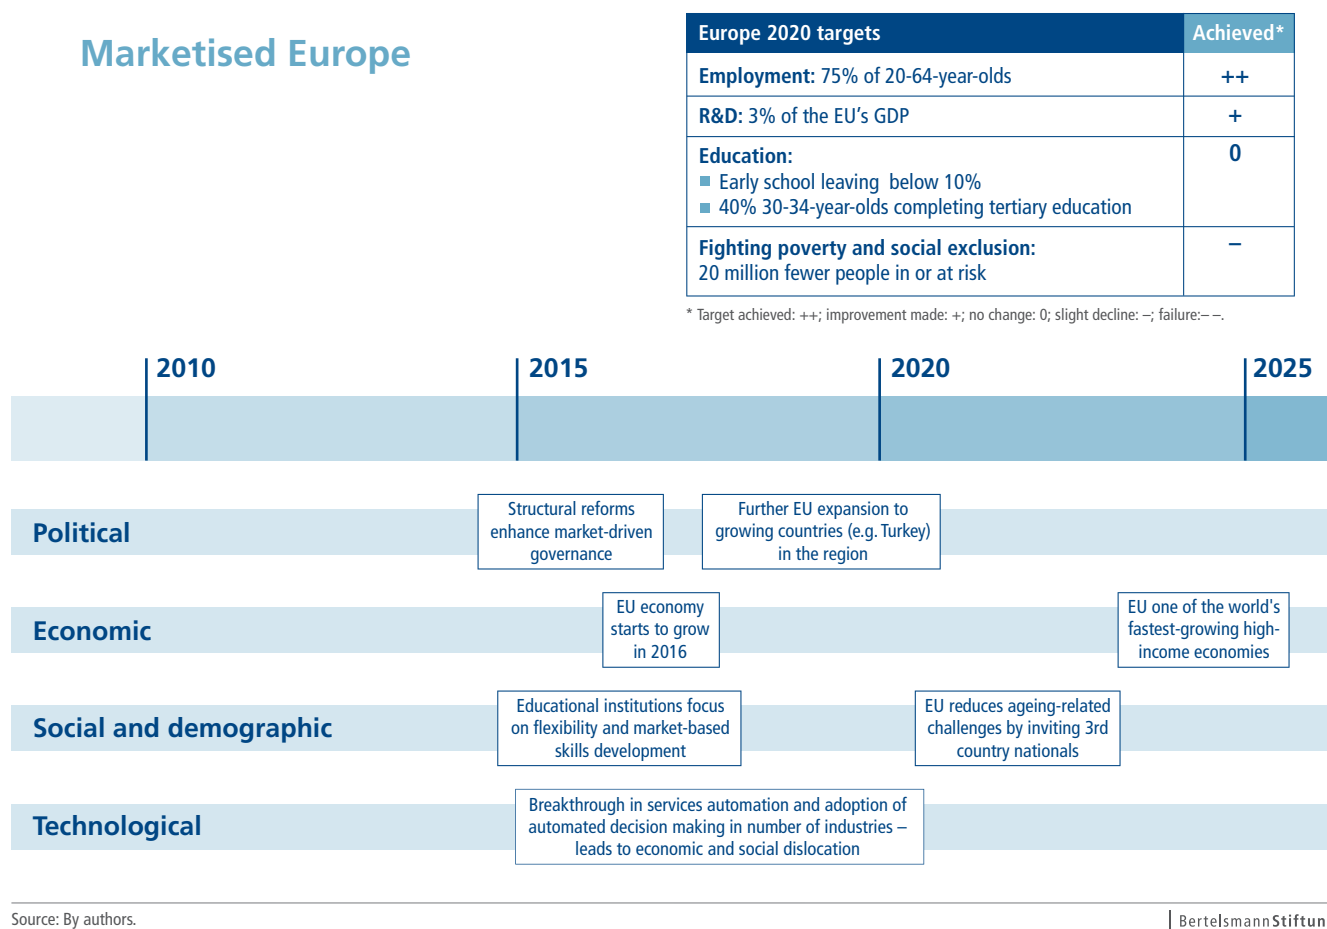 Marketised Europe
Europe 2020 targets Achieved*
Employment: 75% of 20-64-year-olds ++
R&D: 3% of the EU's GDP +
Education: 0
Early school leaving below 10%
40% 30-34-year-olds completing tertiary education
Fighting poverty and social exclusion: –
20 million fewer people in or at risk
* Target achieved: ++; improvement made: +; no change: 0; slight decline: –; failure:– –.
2010 2015 2020 2025
Political
Structural reforms
enhance market-driven
governance
Further EU expansion to
growing countries (e.g. Turkey)
in the region
Economic
EU economy
starts to grow
in 2016
EU one of the world's
fastest-growing high-
income economies
Social and demographic
Educational institutions focus
on flexibility and market-based
skills development
EU reduces ageing-related
challenges by inviting 3rd
country nationals
Technological
Breakthrough in services automation and adoption of
automated decision making in number of industries –
leads to economic and social dislocation
Source: By authors.
BertelsmannStiftun